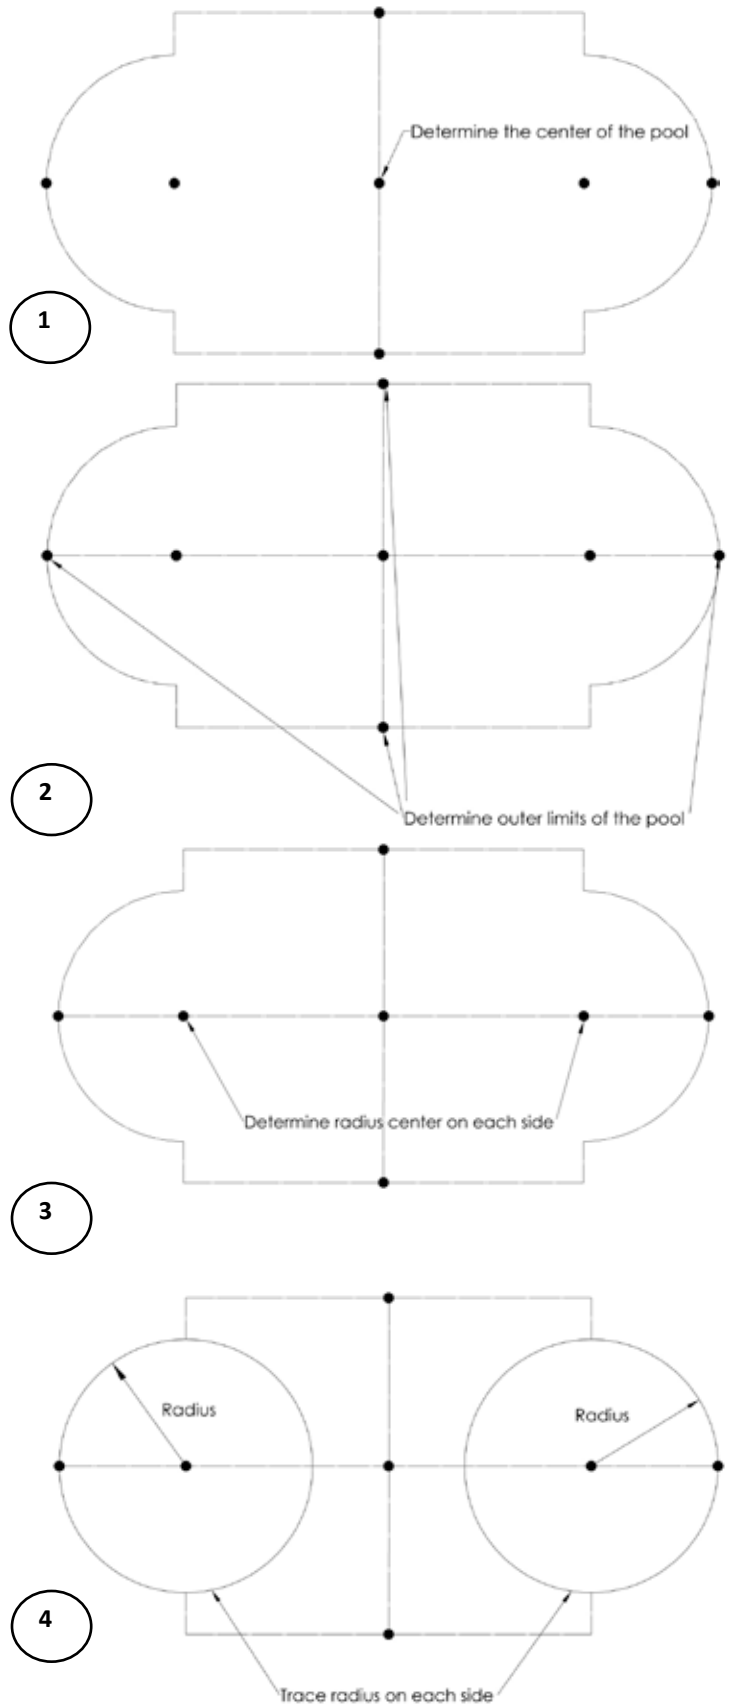 Determine the center of the pool
1
2
Determine outer limits of the pool
Determine radius center on each side
3
Radius
Radius
4
Trace radius on each side